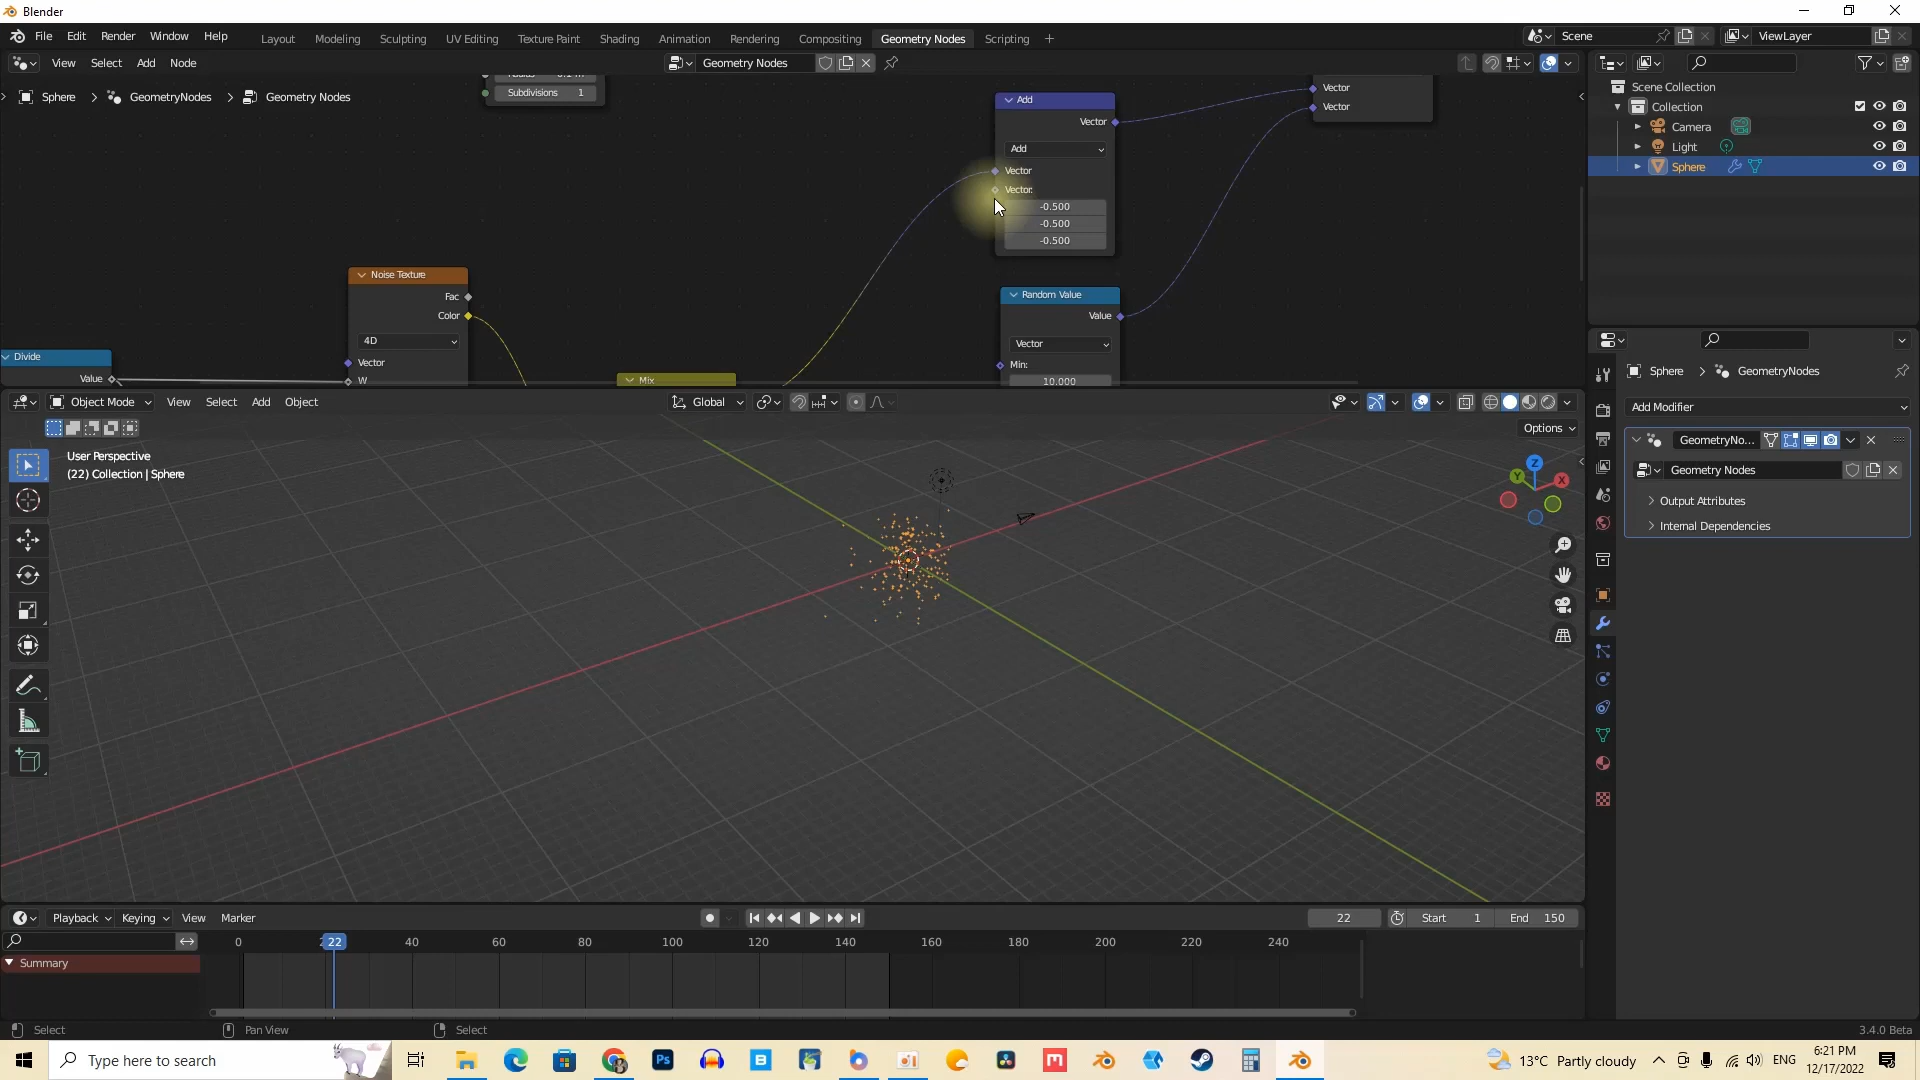 Blender
File Edit Render Window Help
Layout Modeling Sculpting UV Editing Texture Paint Shading Animation Rendering Compositing Geometry Nodes Scripting
Scene
ViewLayer
View Select Add Node
Geometry Nodes
Sphere > GeometryNodes > Geometry Nodes
Subdivisions 1
Add
Vector
Add
Vector
Vector:
-0.500
-0.500
-0.500
Vector
Vector
Noise Texture
Fac
Color
4D
Vector
W
Divide
Value
Mix
Random Value
Value
Vector
Min:
10.000
Scene Collection
Collection
Camera
Light
Sphere
Sphere > GeometryNodes
Add Modifier
GeometryNo...
Geometry Nodes
Output Attributes
Internal Dependencies
Object Mode View Select Add Object
Global
Options
User Perspective
(22) Collection | Sphere
Z
Y
X
Playback Keying View Marker
22
Start 1 End 150
0 22 40 60 80 100 120 140 160 180 200 220 240
Summary
Select Pan View Select
3.4.0 Beta
Type here to search
13°C Partly cloudy
ENG
6:21 PM
12/17/2022